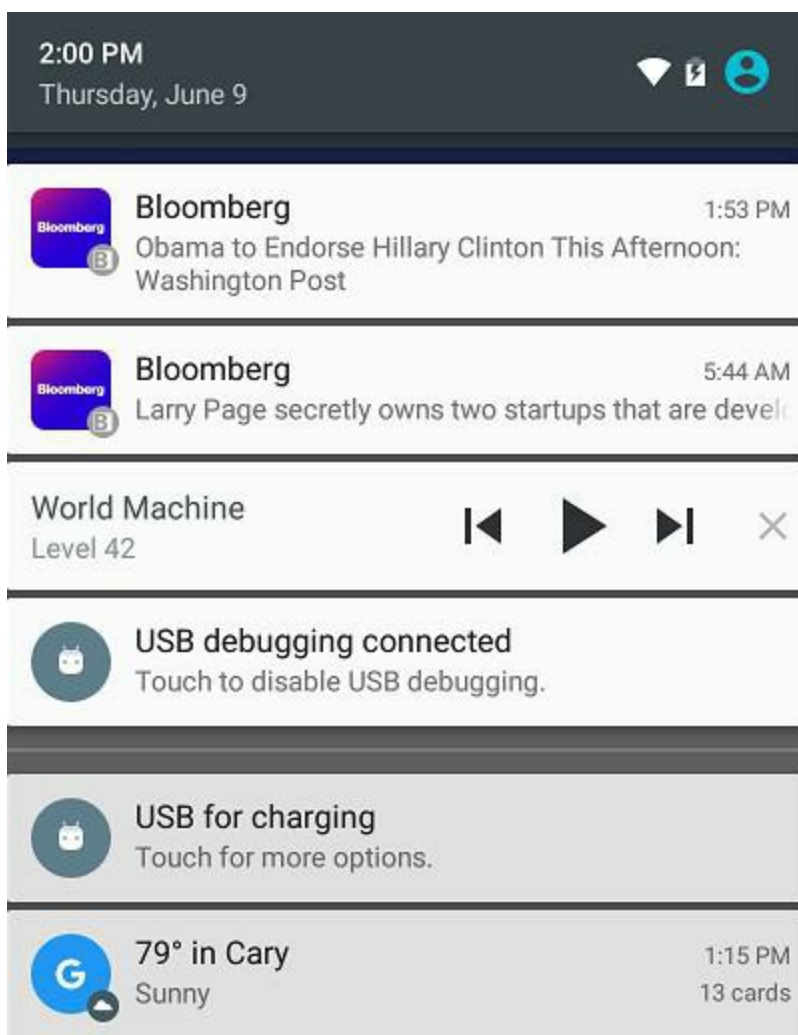 2:00 PM
Thursday, June 9
Bloomberg
B
Bloomberg
1:53 PM
Obama to Endorse Hillary Clinton This Afternoon:
Washington Post
Bloomberg
B
Bloomberg
5:44 AM
Larry Page secretly owns two startups that are
World Machine
Level 42
USB debugging connected
Touch to disable USB debugging.
USB for charging
Touch for more options.
G
79° in Cary
1:15 PM
Sunny
13 cards